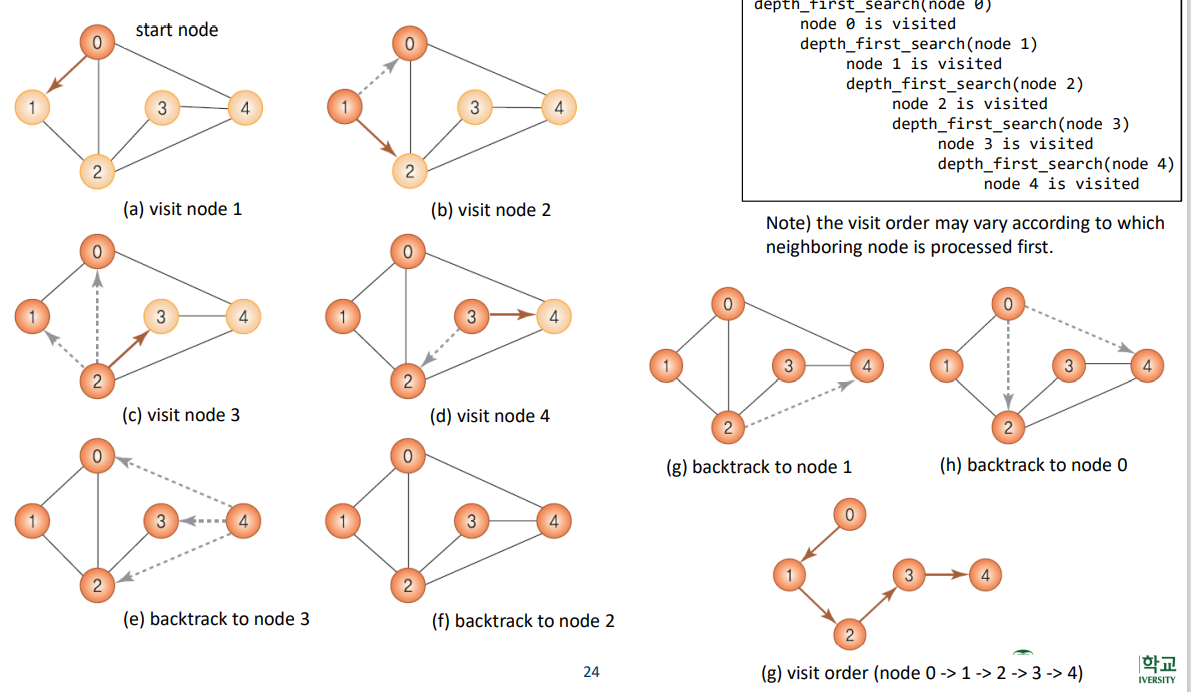 start node
0
1
3
4
2
(a) visit node 1
0
1
3
4
2
(b) visit node 2
0
1
3
4
2
(c) visit node 3
0
1
3
4
2
(d) visit node 4
0
1
3
4
2
(e) backtrack to node 3
0
1
3
4
2
(f) backtrack to node 2
24
depth_first_search(node 0)
node 0 is visited
depth_first_search(node 1)
node 1 is visited
depth_first_search(node 2)
node 2 is visited
depth_first_search(node 3)
node 3 is visited
depth_first_search(node 4)
node 4 is visited
Note) the visit order may vary according to which
neighboring node is processed first.
0
1
3
4
2
(g) backtrack to node 1
0
1
3
4
2
(h) backtrack to node 0
0
1
3
4
2
(g) visit order (node 0 -> 1 -> 2 -> 3 -> 4)
학교
IVERSITY